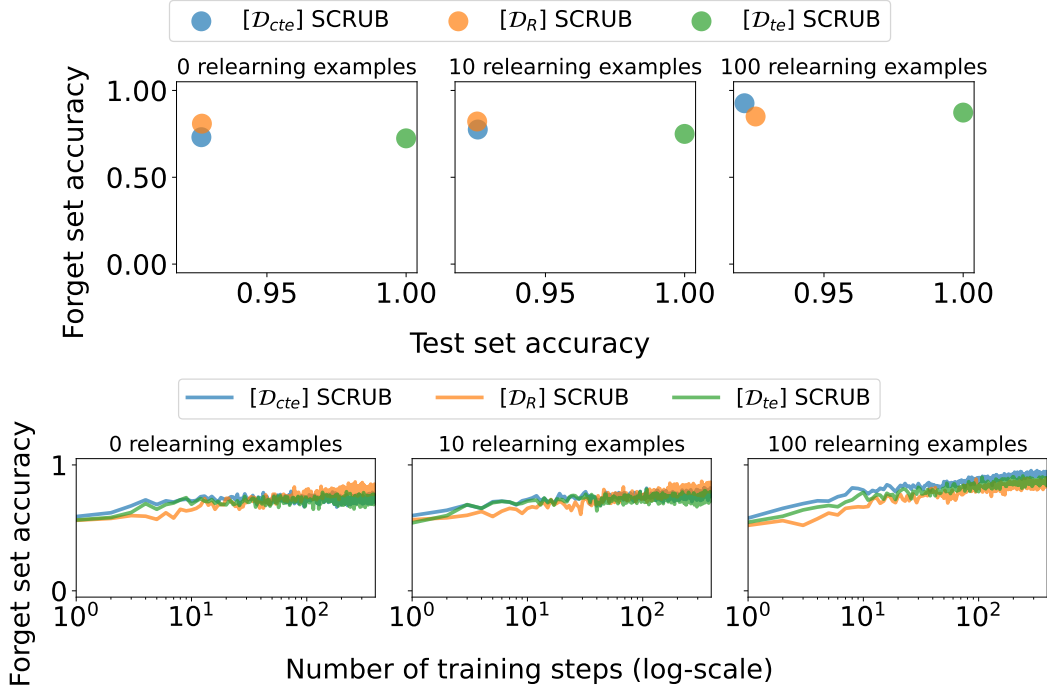 [𝒟cte] SCRUB [𝒟R] SCRUB [𝒟te] SCRUB
0 relearning examples 10 relearning examples 100 relearning examples
Forget set accuracy
1.00
0.50
0.00
0.95 1.00 0.95 1.00 0.95 1.00
Test set accuracy
[𝒟cte] SCRUB [𝒟R] SCRUB [𝒟te] SCRUB
0 relearning examples 10 relearning examples 100 relearning examples
Forget set accuracy
1
0
10⁰ 10¹ 10² 10⁰ 10¹ 10² 10⁰ 10¹ 10²
Number of training steps (log-scale)